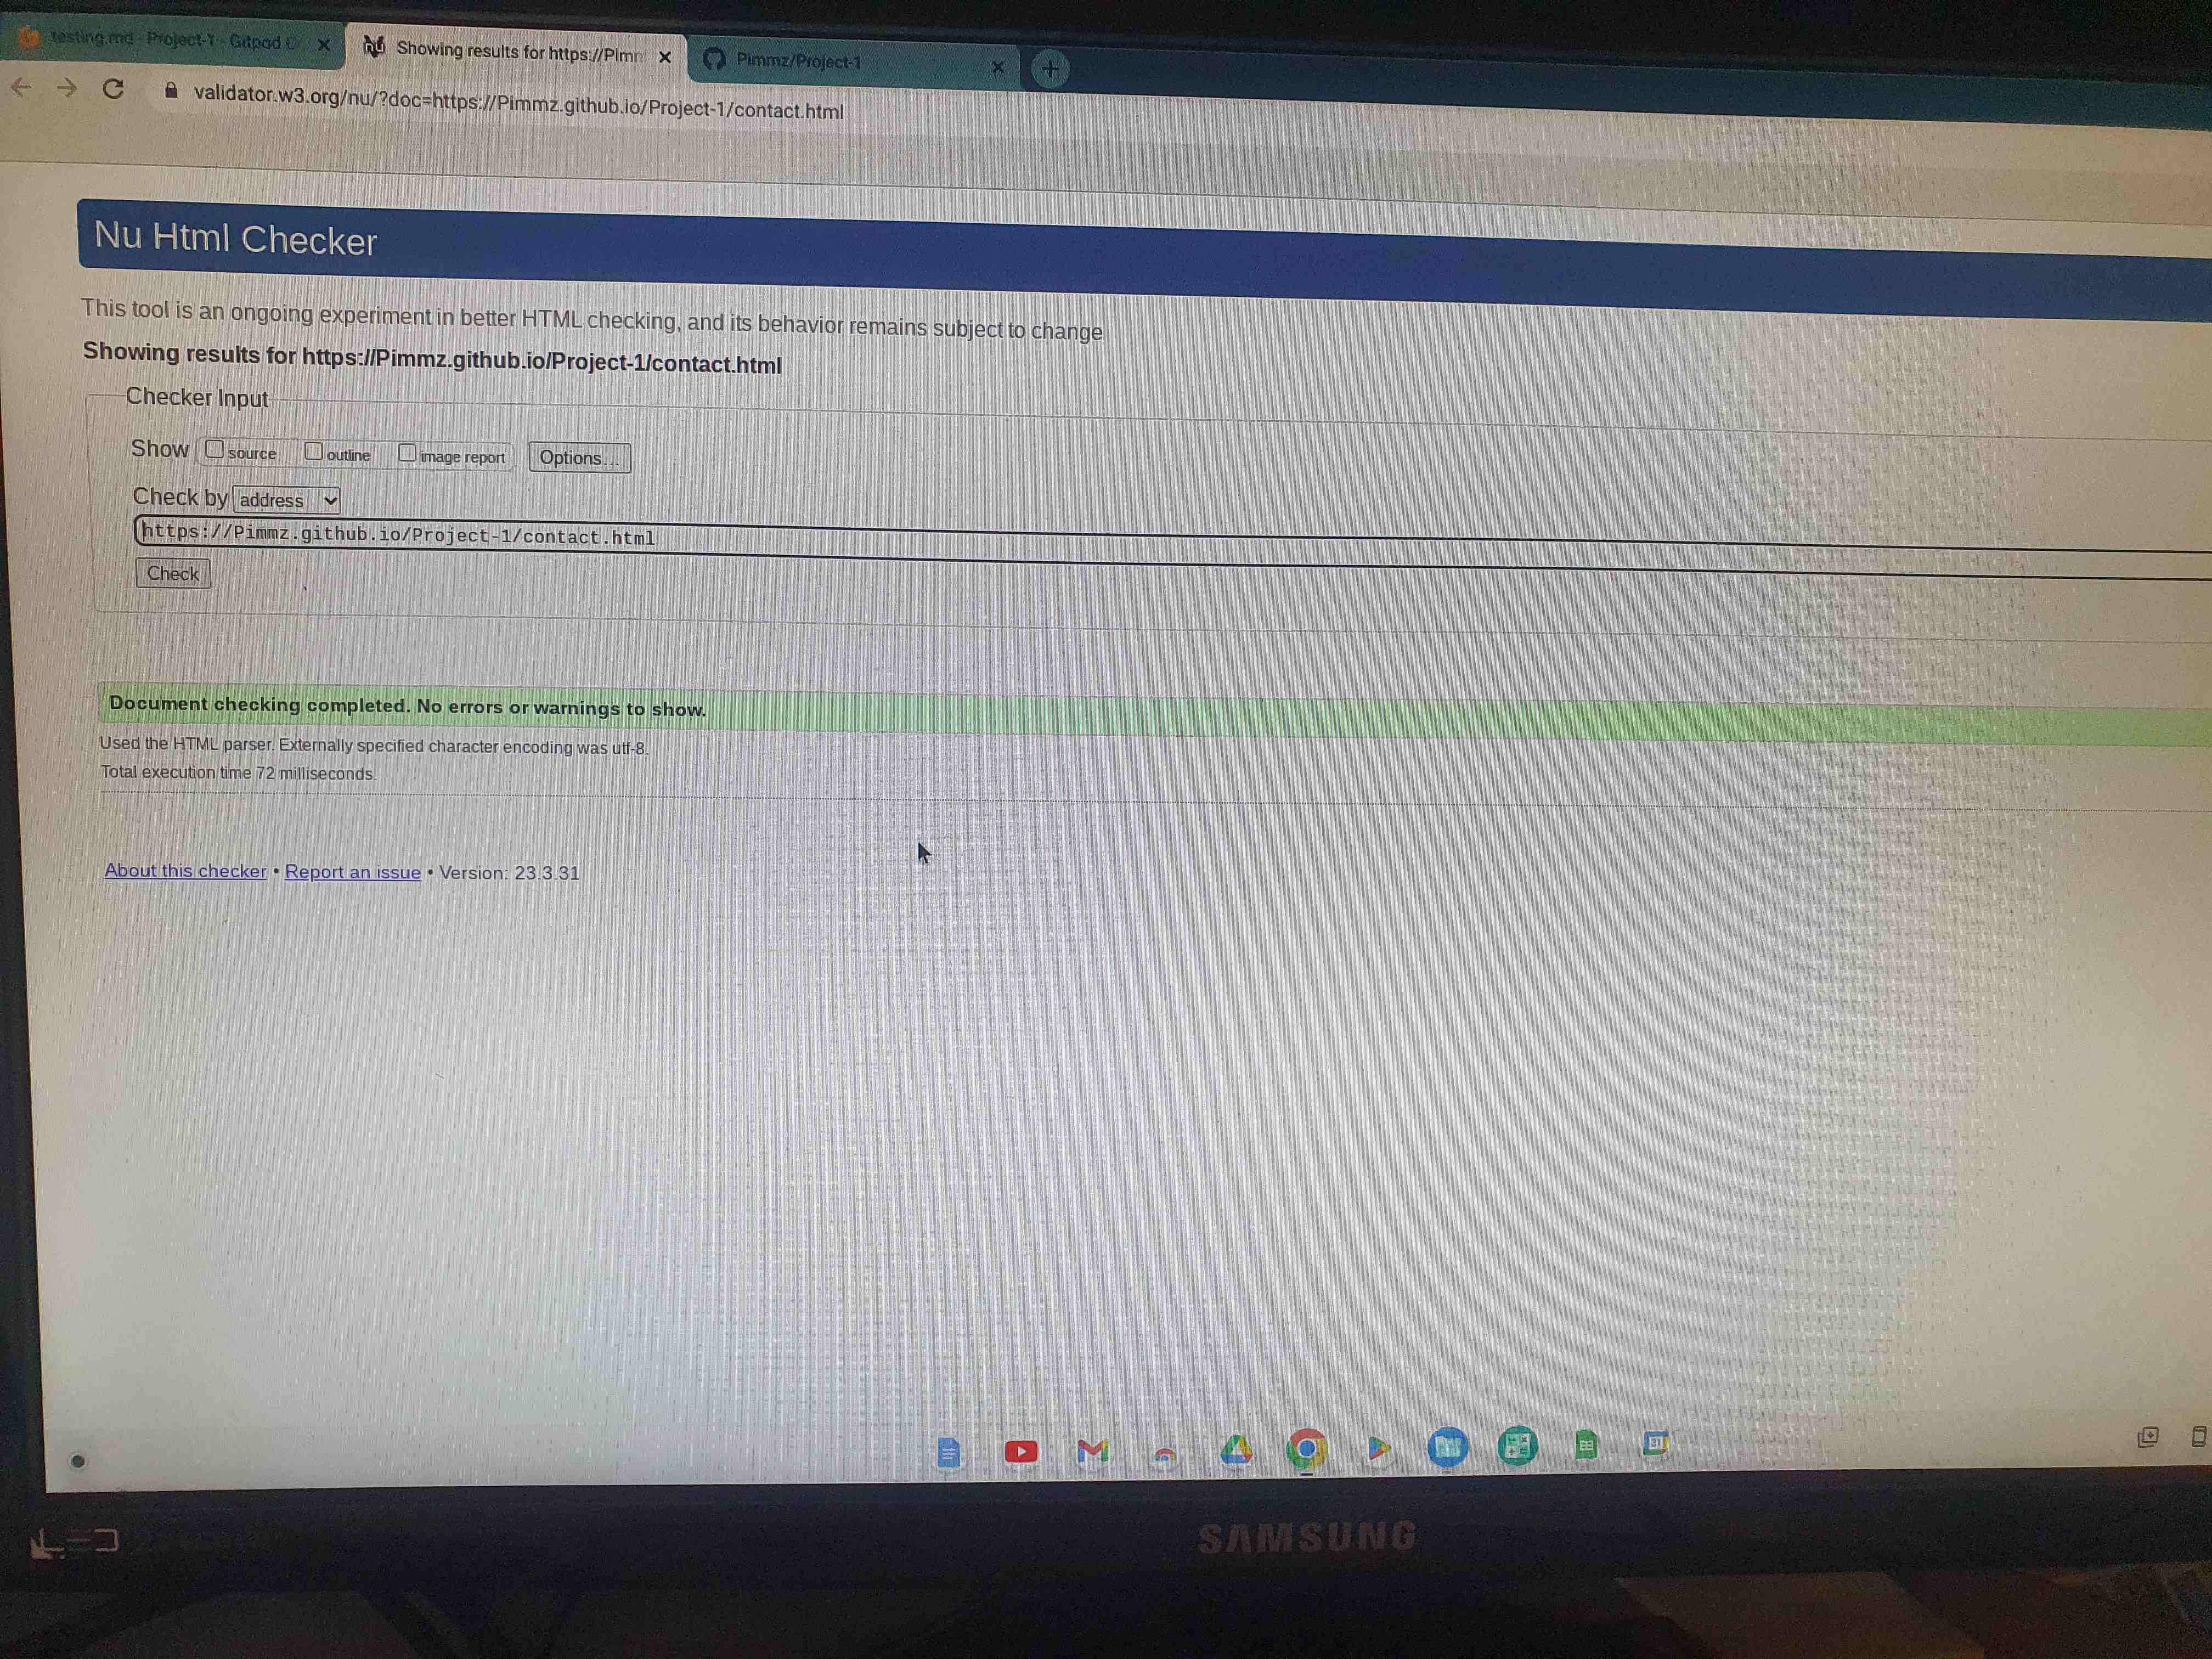 testing.md - Project-1 - Gitpod
Showing results for https://Pimm
Pimmz/Project-1
validator.w3.org/nu/?doc=https://Pimmz.github.io/Project-1/contact.html
Nu Html Checker
This tool is an ongoing experiment in better HTML checking, and its behavior remains subject to change
Showing results for https://Pimmz.github.io/Project-1/contact.html
Checker Input
Show source outline image report Options...
Check by address
https://Pimmz.github.io/Project-1/contact.html
Check
Document checking completed. No errors or warnings to show.
Used the HTML parser. Externally specified character encoding was utf-8.
Total execution time 72 milliseconds.
About this checker • Report an issue • Version: 23.3.31
31
LED
SAMSUNG